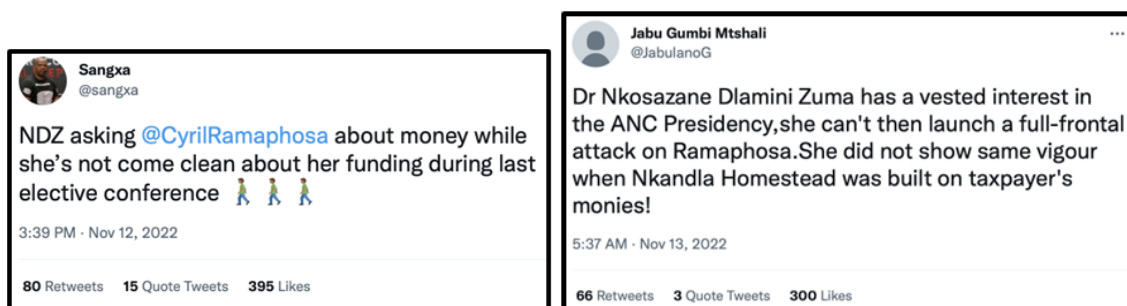 Sangxa
@sangxa
NDZ asking @CyrilRamaphosa about money while
she's not come clean about her funding during last
elective conference
3:39 PM · Nov 12, 2022
80 Retweets 15 Quote Tweets 395 Likes
Jabu Gumbi Mtshali
@JabulanoG
Dr Nkosazane Dlamini Zuma has a vested interest in
the ANC Presidency,she can't then launch a full-frontal
attack on Ramaphosa.She did not show same vigour
when Nkandla Homestead was built on taxpayer's
monies!
5:37 AM · Nov 13, 2022
66 Retweets 3 Quote Tweets 300 Likes